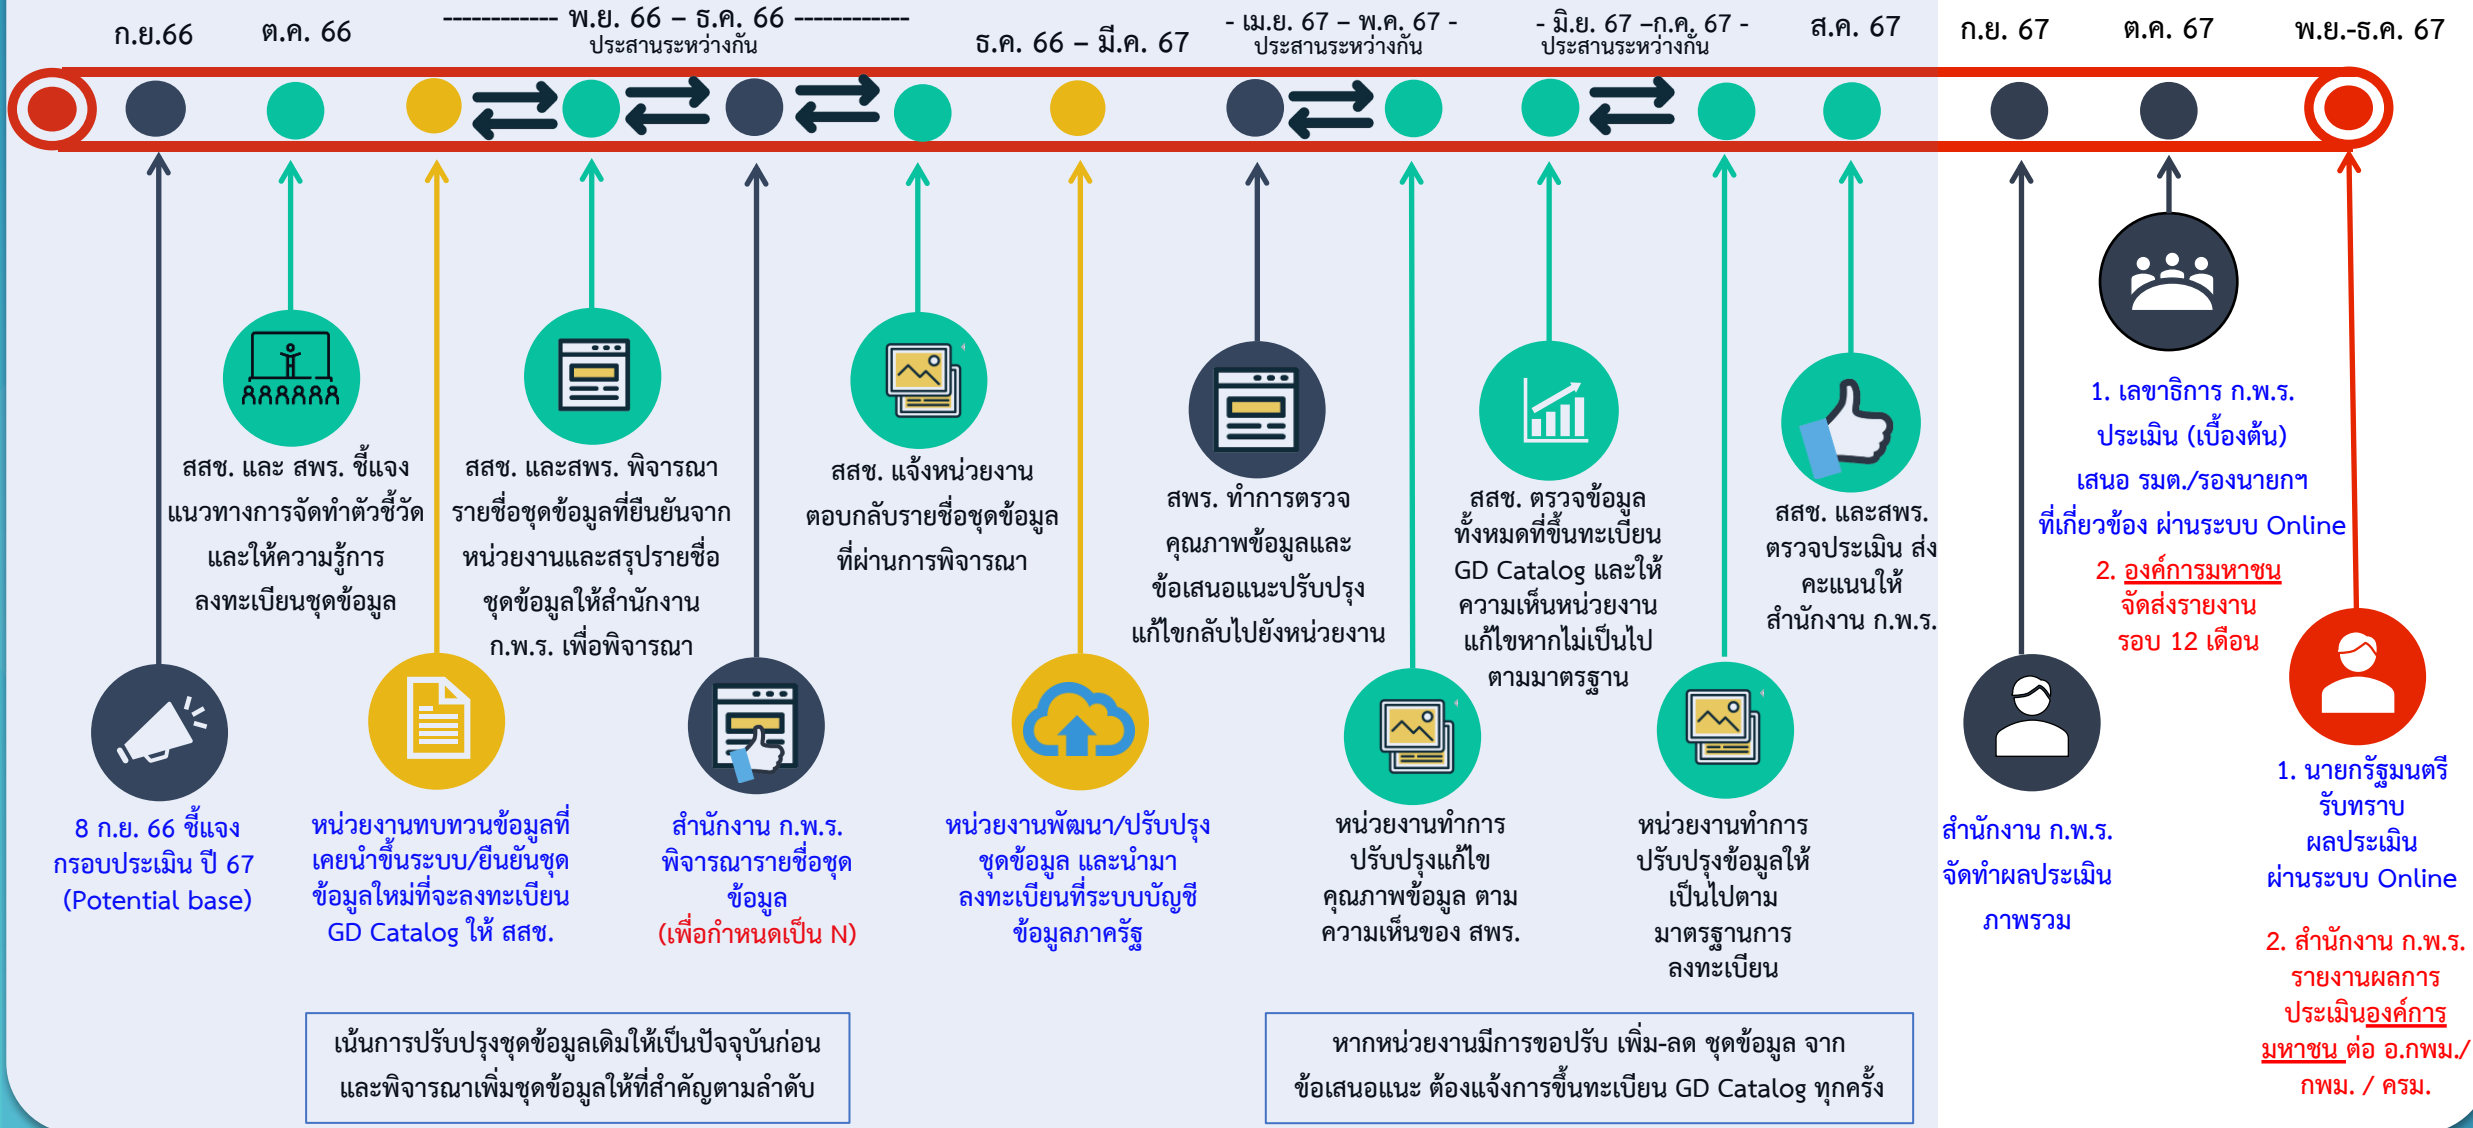 ก.ย.66
ต.ค. 66
------------ พ.ย. 66 – ธ.ค. 66 ------------
ประสานระหว่างกัน
ธ.ค. 66 – มี.ค. 67
- เม.ย. 67 – พ.ค. 67 -
ประสานระหว่างกัน
- มิ.ย. 67 –ก.ค. 67 -
ประสานระหว่างกัน
ส.ค. 67
ก.ย. 67
ต.ค. 67
พ.ย.-ธ.ค. 67
สสช. และ สพร. ชี้แจง
แนวทางการจัดทำตัวชี้วัด
และให้ความรู้การ
ลงทะเบียนชุดข้อมูล
สสช. และสพร. พิจารณา
รายชื่อชุดข้อมูลที่ยืนยันจาก
หน่วยงานและสรุปรายชื่อ
ชุดข้อมูลให้สำนักงาน
ก.พ.ร. เพื่อพิจารณา
สสช. แจ้งหน่วยงาน
ตอบกลับรายชื่อชุดข้อมูล
ที่ผ่านการพิจารณา
สพร. ทำการตรวจ
คุณภาพข้อมูลและ
ข้อเสนอแนะปรับปรุง
แก้ไขกลับไปยังหน่วยงาน
สสช. ตรวจข้อมูล
ทั้งหมดที่ขึ้นทะเบียน
GD Catalog และให้
ความเห็นหน่วยงาน
แก้ไขหากไม่เป็นไป
ตามมาตรฐาน
สสช. และสพร.
ตรวจประเมิน ส่ง
คะแนนให้
สำนักงาน ก.พ.ร.
1. เลขาธิการ ก.พ.ร.
ประเมิน (เบื้องต้น)
เสนอ รมต./รองนายกฯ
ที่เกี่ยวข้อง ผ่านระบบ Online
2. องค์การมหาชน
จัดส่งรายงาน
รอบ 12 เดือน
8 ก.ย. 66 ชี้แจง
กรอบประเมิน ปี 67
(Potential base)
หน่วยงานทบทวนข้อมูลที่
เคยนำขึ้นระบบ/ยืนยันชุด
ข้อมูลใหม่ที่จะลงทะเบียน
GD Catalog ให้ สสช.
สำนักงาน ก.พ.ร.
พิจารณารายชื่อชุด
ข้อมูล
(เพื่อกำหนดเป็น N)
หน่วยงานพัฒนา/ปรับปรุง
ชุดข้อมูล และนำมา
ลงทะเบียนที่ระบบบัญชี
ข้อมูลภาครัฐ
หน่วยงานทำการ
ปรับปรุงแก้ไข
คุณภาพข้อมูล ตาม
ความเห็นของ สพร.
หน่วยงานทำการ
ปรับปรุงข้อมูลให้
เป็นไปตาม
มาตรฐานการ
ลงทะเบียน
สำนักงาน ก.พ.ร.
จัดทำผลประเมิน
ภาพรวม
1. นายกรัฐมนตรี
รับทราบ
ผลประเมิน
ผ่านระบบ Online
2. สำนักงาน ก.พ.ร.
รายงานผลการ
ประเมินองค์การ
มหาชน ต่อ อ.กพม./
กพม. / ครม.
เน้นการปรับปรุงชุดข้อมูลเดิมให้เป็นปัจจุบันก่อน
และพิจารณาเพิ่มชุดข้อมูลให้ที่สำคัญตามลำดับ
หากหน่วยงานมีการขอปรับ เพิ่ม-ลด ชุดข้อมูล จาก
ข้อเสนอแนะ ต้องแจ้งการขึ้นทะเบียน GD Catalog ทุกครั้ง